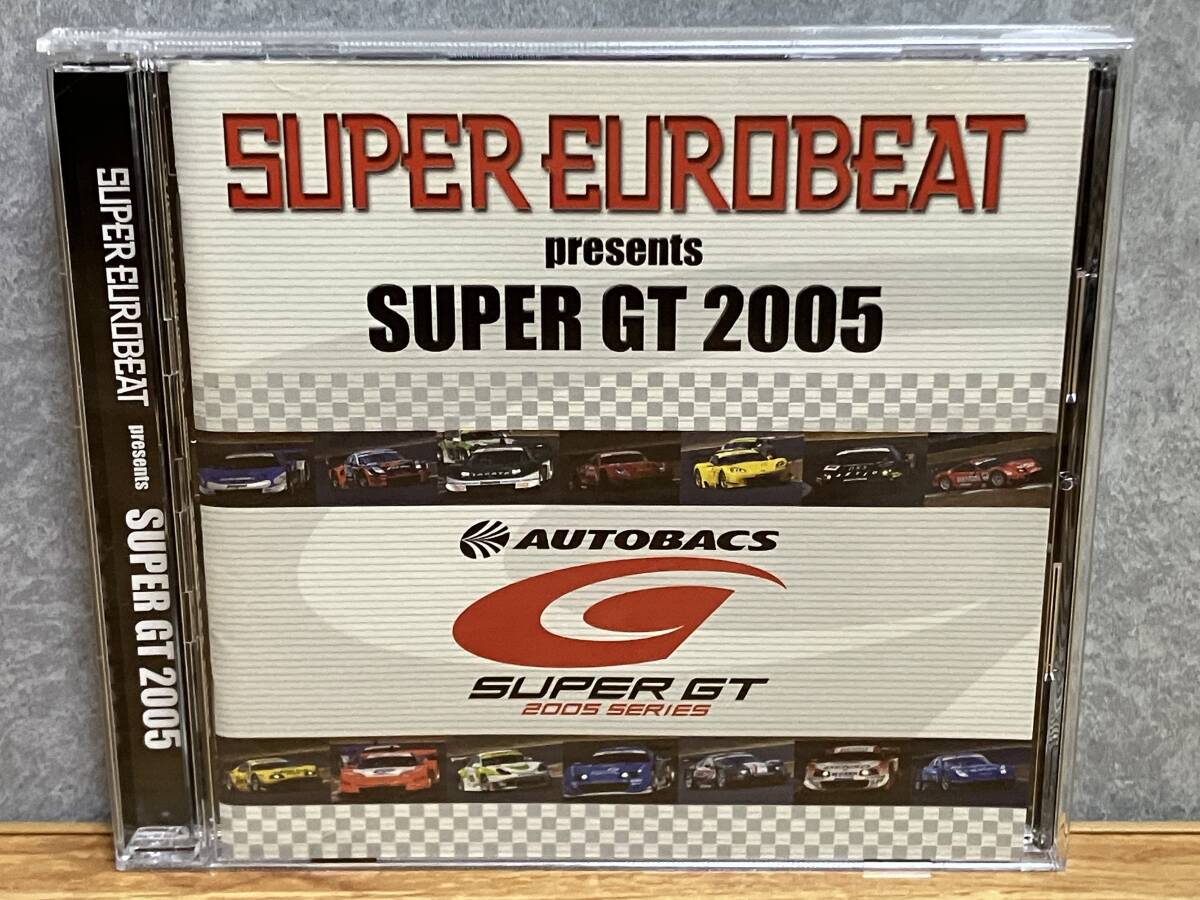 SUPER EUROBEAT
presents
SUPER GT 2005
AUTOBACS
SUPER GT
2005 SERIES
SUPER EUROBEAT presents SUPER GT 2005